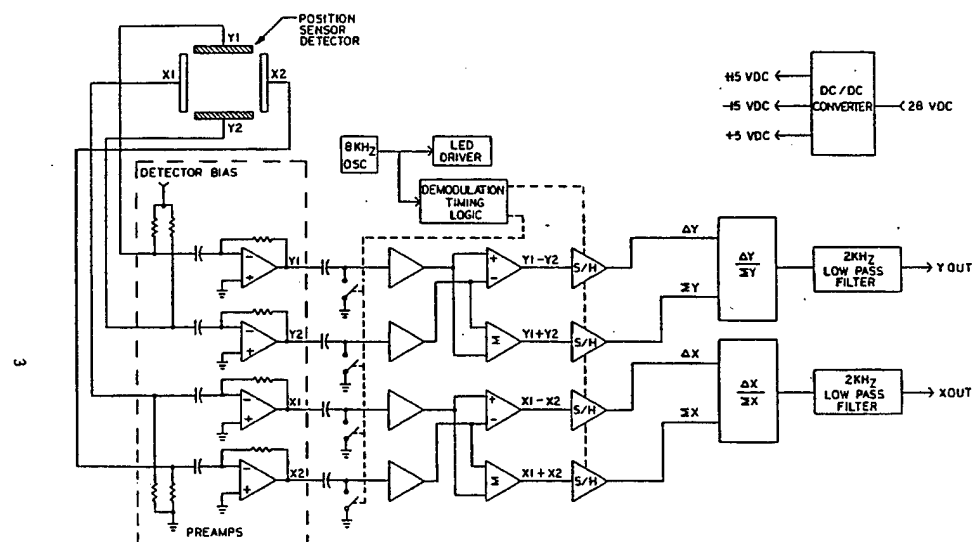 POSITION
SENSOR
DETECTOR
Y1
X1
X2
Y2
+15 VDC
-15 VDC
+5 VDC
DC/DC
CONVERTER
28 VDC
8KHz
OSC
LED
DRIVER
DEMODULATION
TIMING
LOGIC
DETECTOR BIAS
- 
+
Y1
+
-
Y1-Y2
S/H
ΔY
ΔY
ΣY
2KHz
LOW PASS
FILTER
Y OUT
-
+
Y2
Σ
Y1+Y2
S/H
ΣY
-
+
X1
+
-
X1-X2
S/H
ΔX
ΔX
ΣX
2KHz
LOW PASS
FILTER
X OUT
-
+
X2
Σ
X1+X2
S/H
ΣX
PREAMPS
3